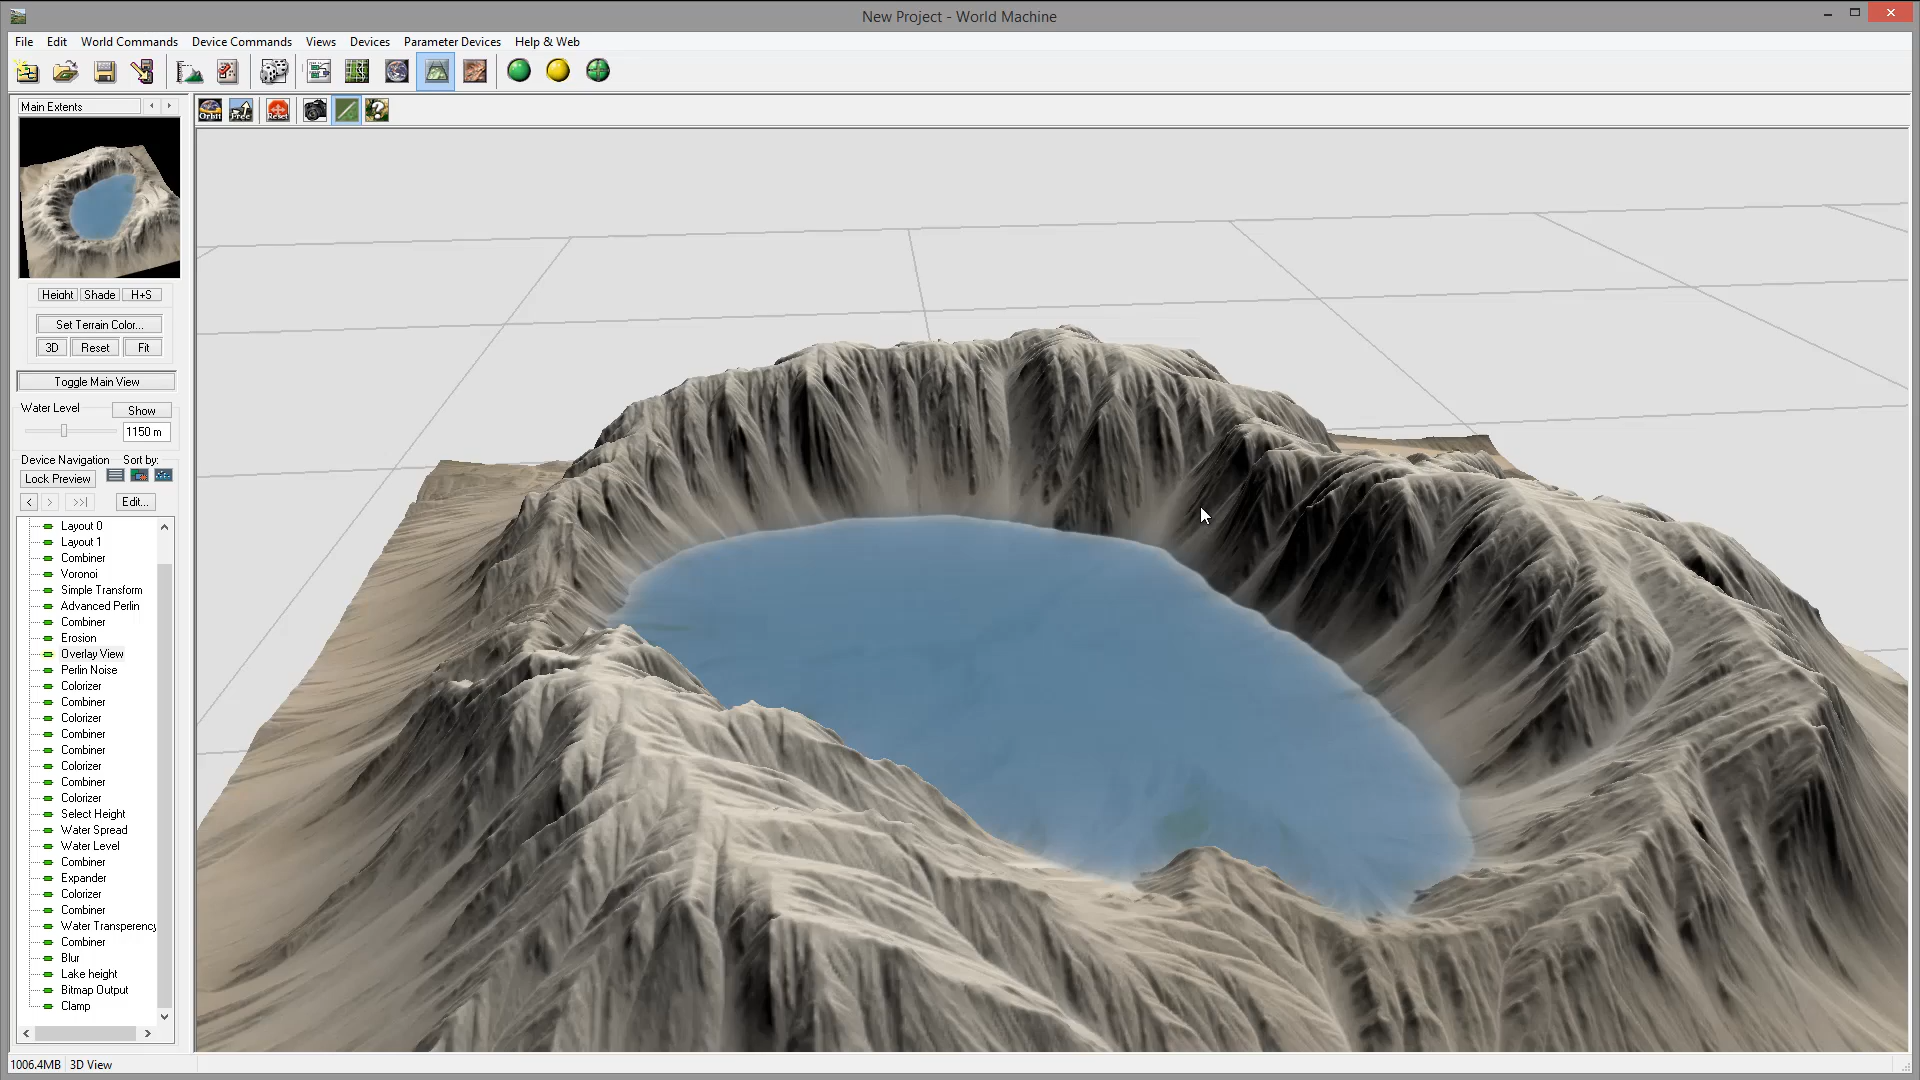 New Project - World Machine
File Edit World Commands Device Commands Views Devices Parameter Devices Help & Web
Main Extents
Orbit Free Reset
Height Shade H+S
Set Terrain Color...
3D Reset Fit
Toggle Main View
Water Level Show
1150 m
Device Navigation Sort by:
Lock Preview
< > >>| Edit...
Layout 0
Layout 1
Combiner
Voronoi
Simple Transform
Advanced Perlin
Combiner
Erosion
Overlay View
Perlin Noise
Colorizer
Combiner
Colorizer
Combiner
Combiner
Colorizer
Combiner
Colorizer
Select Height
Water Spread
Water Level
Combiner
Expander
Colorizer
Combiner
Water Transperency
Combiner
Blur
Lake height
Bitmap Output
Clamp
1006.4MB 3D View